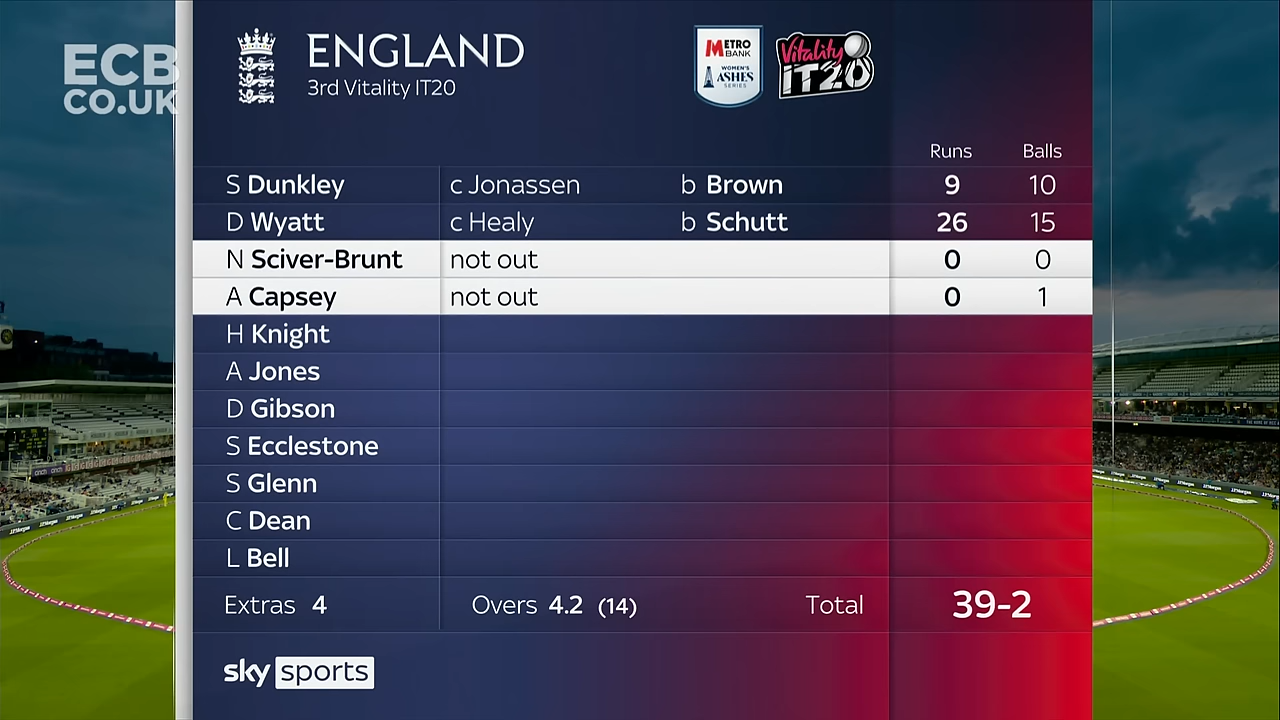 ECB
CO.UK
ENGLAND
3rd Vitality IT20
METRO
BANK
WOMEN'S
ASHES
SERIES
Vitality
IT20
Runs Balls
S Dunkley c Jonassen b Brown 9 10
D Wyatt c Healy b Schutt 26 15
N Sciver-Brunt not out 0 0
A Capsey not out 0 1
H Knight
A Jones
D Gibson
S Ecclestone
S Glenn
C Dean
L Bell
Extras 4 Overs 4.2 (14) Total 39-2
sky sports